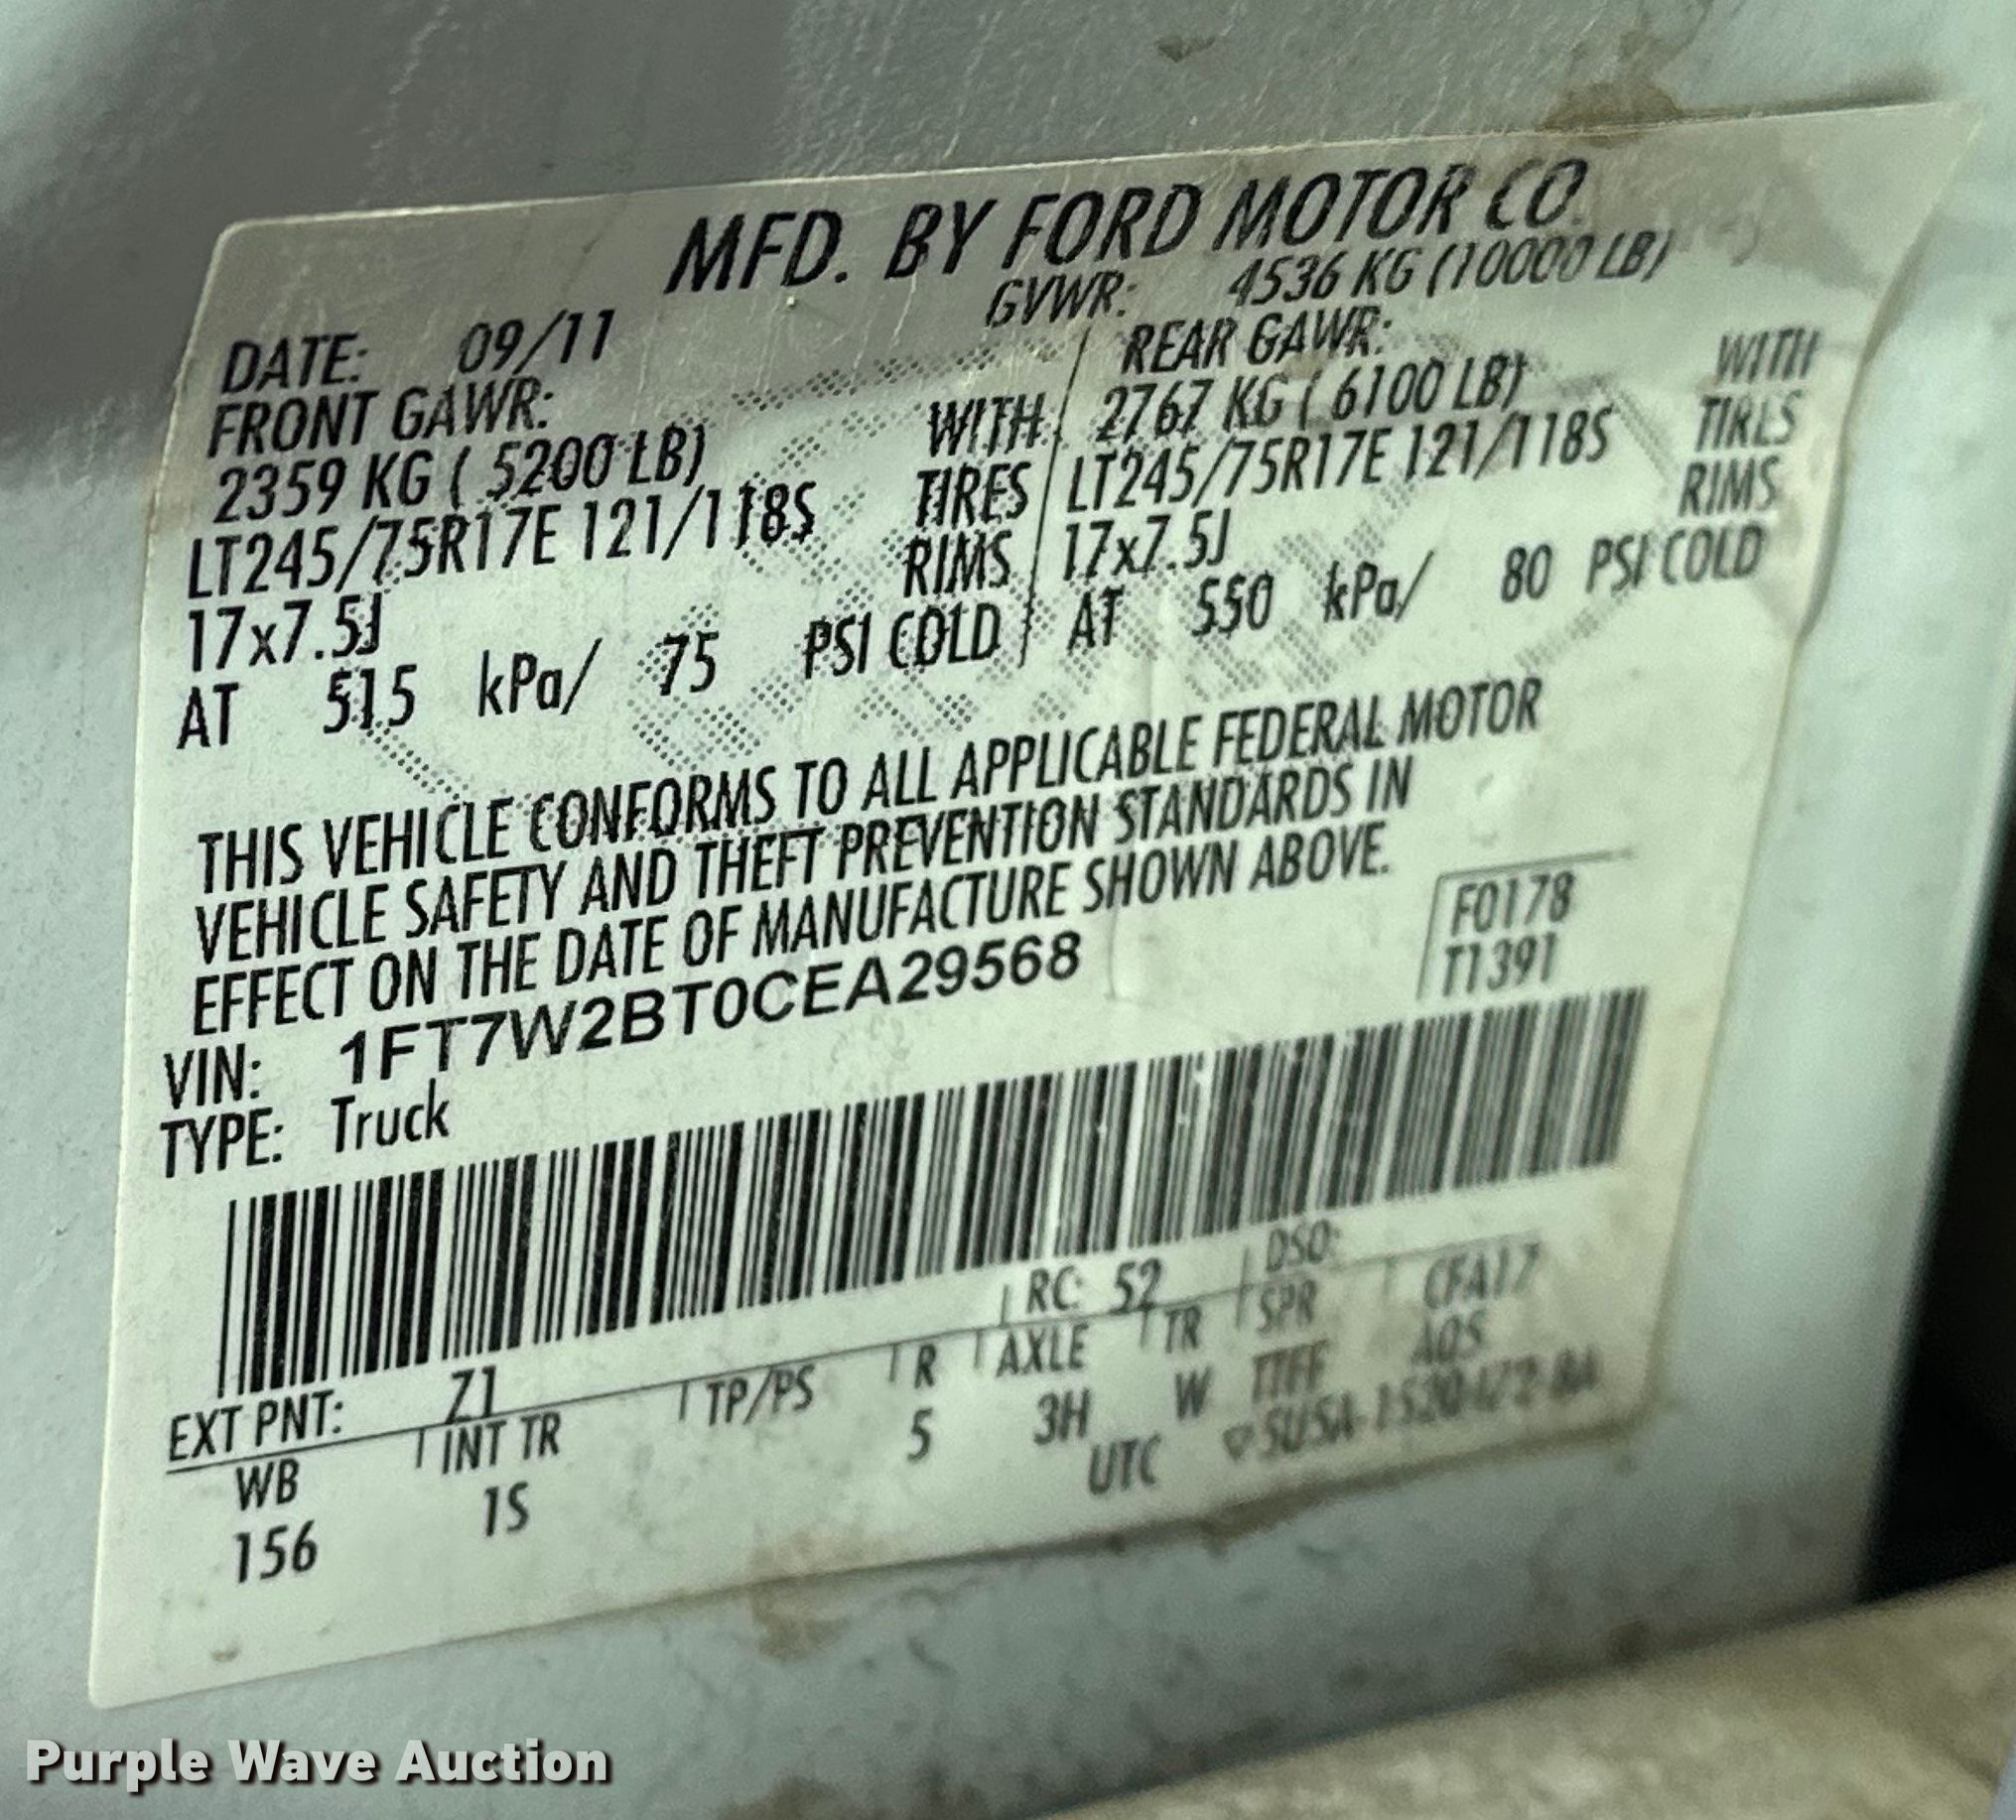 MFD. BY FORD MOTOR CO.
DATE: 09/11 GVWR: 4536 KG (10000 LB)
FRONT GAWR: REAR GAWR:
2359 KG ( 5200 LB) WITH 2767 KG ( 6100 LB) WITH
LT245/75R17E 121/118S TIRES LT245/75R17E 121/118S TIRES
17x7.5J RIMS 17x7.5J RIMS
AT 515 kPa/ 75 PSI COLD AT 550 kPa/ 80 PSI COLD
THIS VEHICLE CONFORMS TO ALL APPLICABLE FEDERAL MOTOR
VEHICLE SAFETY AND THEFT PREVENTION STANDARDS IN
EFFECT ON THE DATE OF MANUFACTURE SHOWN ABOVE.
F0178
T1391
VIN: 1FT7W2BT0CEA29568
TYPE: Truck
EXT PNT: Z1 RC: 52 DSO:
WB INT TR TP/PS R AXLE TR SPR CFA17
156 1S 5 3H W TTFF AQS
UTC
Purple Wave Auction